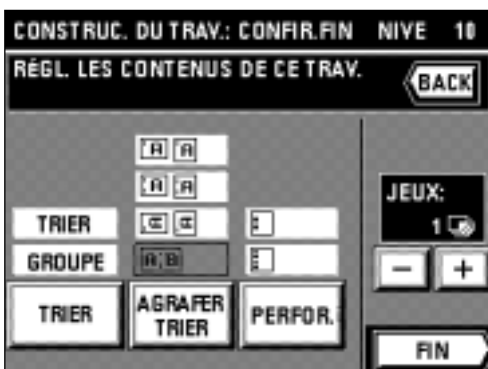 CONSTRUC. DU TRAV.: CONFIR.FIN NIVE 10
RÉGL. LES CONTENUS DE CE TRAV.
BACK
A A
A A
JEUX:
1
TRIER
A A
GROUPE
A B
- +
TRIER
AGRAFER
TRIER
PERFOR.
FIN